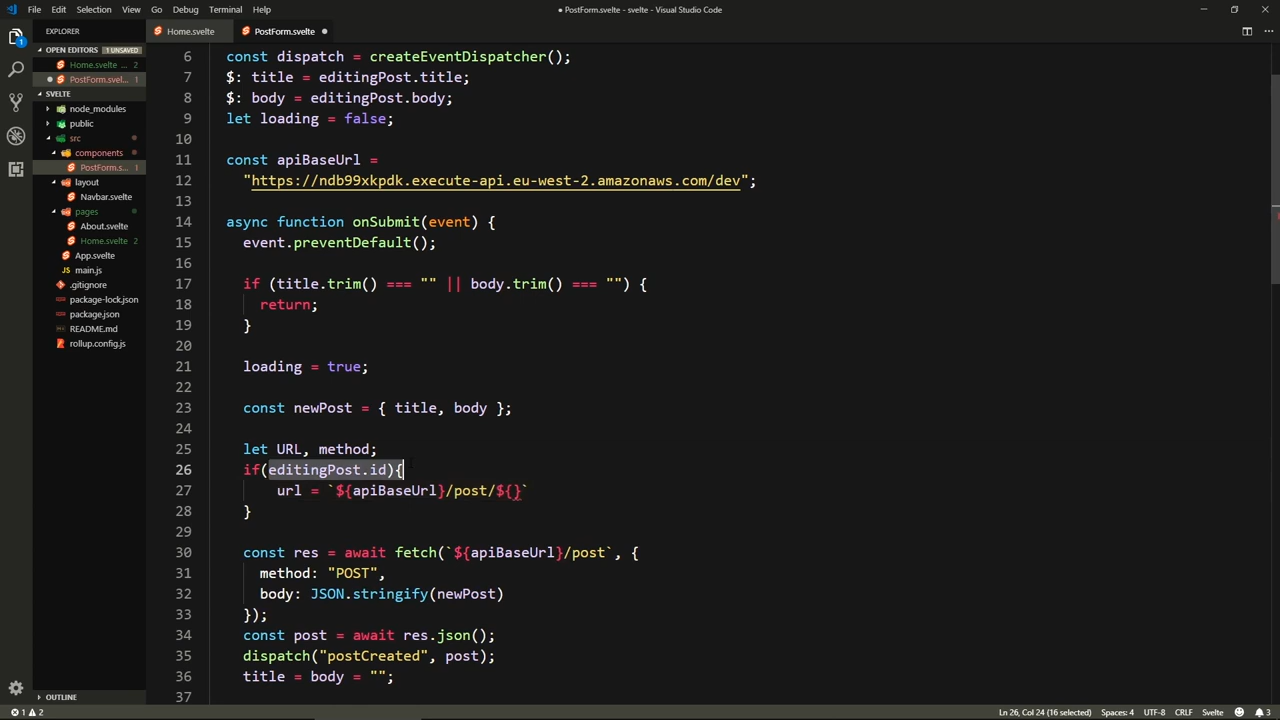 File Edit Selection View Go Debug Terminal Help
● PostForm.svelte - svelte - Visual Studio Code
EXPLORER
Home.svelte
PostForm.svelte ●
OPEN EDITORS 1 UNSAVED
Home.svelte 2
● PostForm.svel... 1
SVELTE
node_modules
public
src
components
PostForm.s... 1
layout
Navbar.svelte
pages
About.svelte
Home.svelte 2
App.svelte
main.js
.gitignore
package-lock.json
package.json
README.md
rollup.config.js
OUTLINE
6 const dispatch = createEventDispatcher();
7 $: title = editingPost.title;
8 $: body = editingPost.body;
9 let loading = false;
10
11 const apiBaseUrl =
12 "https://ndb99xkpdk.execute-api.eu-west-2.amazonaws.com/dev";
13
14 async function onSubmit(event) {
15 event.preventDefault();
16
17 if (title.trim() === "" || body.trim() === "") {
18 return;
19 }
20
21 loading = true;
22
23 const newPost = { title, body };
24
25 let URL, method;
26 if(editingPost.id){
27 url = `${apiBaseUrl}/post/${}`
28 }
29
30 const res = await fetch(`${apiBaseUrl}/post`, {
31 method: "POST",
32 body: JSON.stringify(newPost)
33 });
34 const post = await res.json();
35 dispatch("postCreated", post);
36 title = body = "";
37
1 2
Ln 26, Col 24 (16 selected) Spaces: 4 UTF-8 CRLF Svelte 3